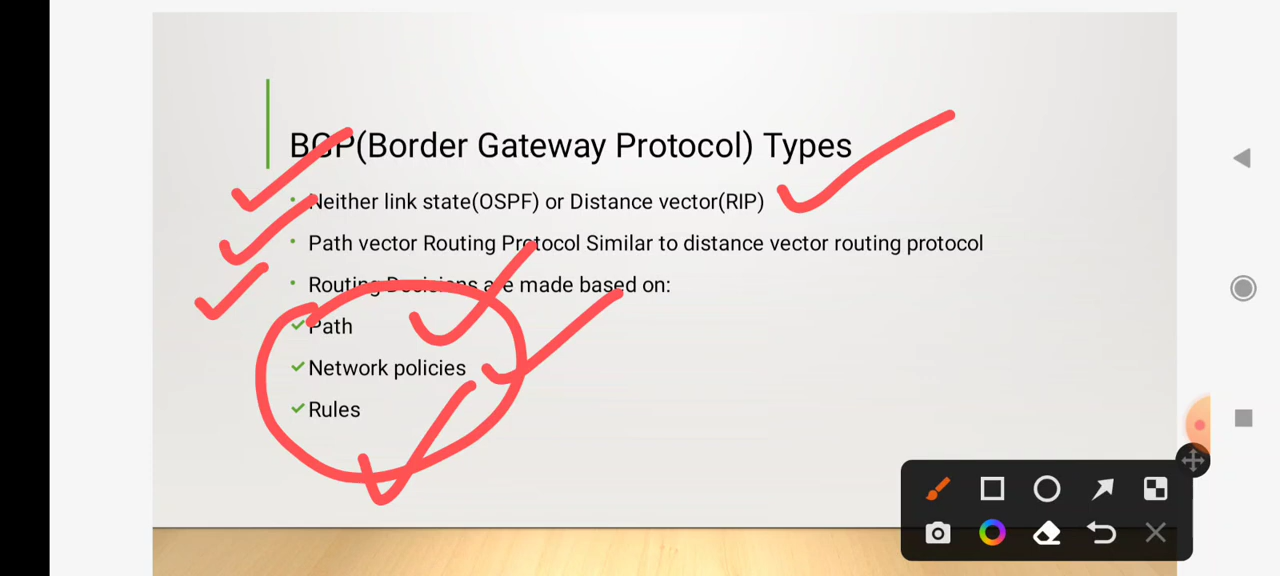 BGP(Border Gateway Protocol) Types
Neither link state(OSPF) or Distance vector(RIP)
Path vector Routing Protocol Similar to distance vector routing protocol
Routing Decisions are made based on:
Path
Network policies
Rules